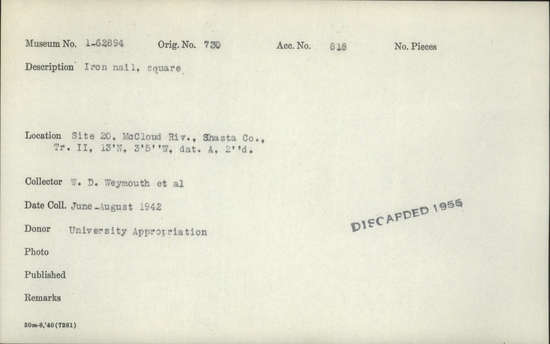 Museum No. 1-62894 Orig. No. 730 Acc. No. 818 No. Pieces
Description Iron nail, square
Location Site 20, McCloud Riv., Shasta Co.,
Tr. II, 13'N, 3'5''W, dat. A, 2''d.
Collector W. D. Weymouth et al
Date Coll. June-August 1942
DISCARDED 1955
Donor University Appropriation
Photo
Published
Remarks
20m-8,'40(7281)